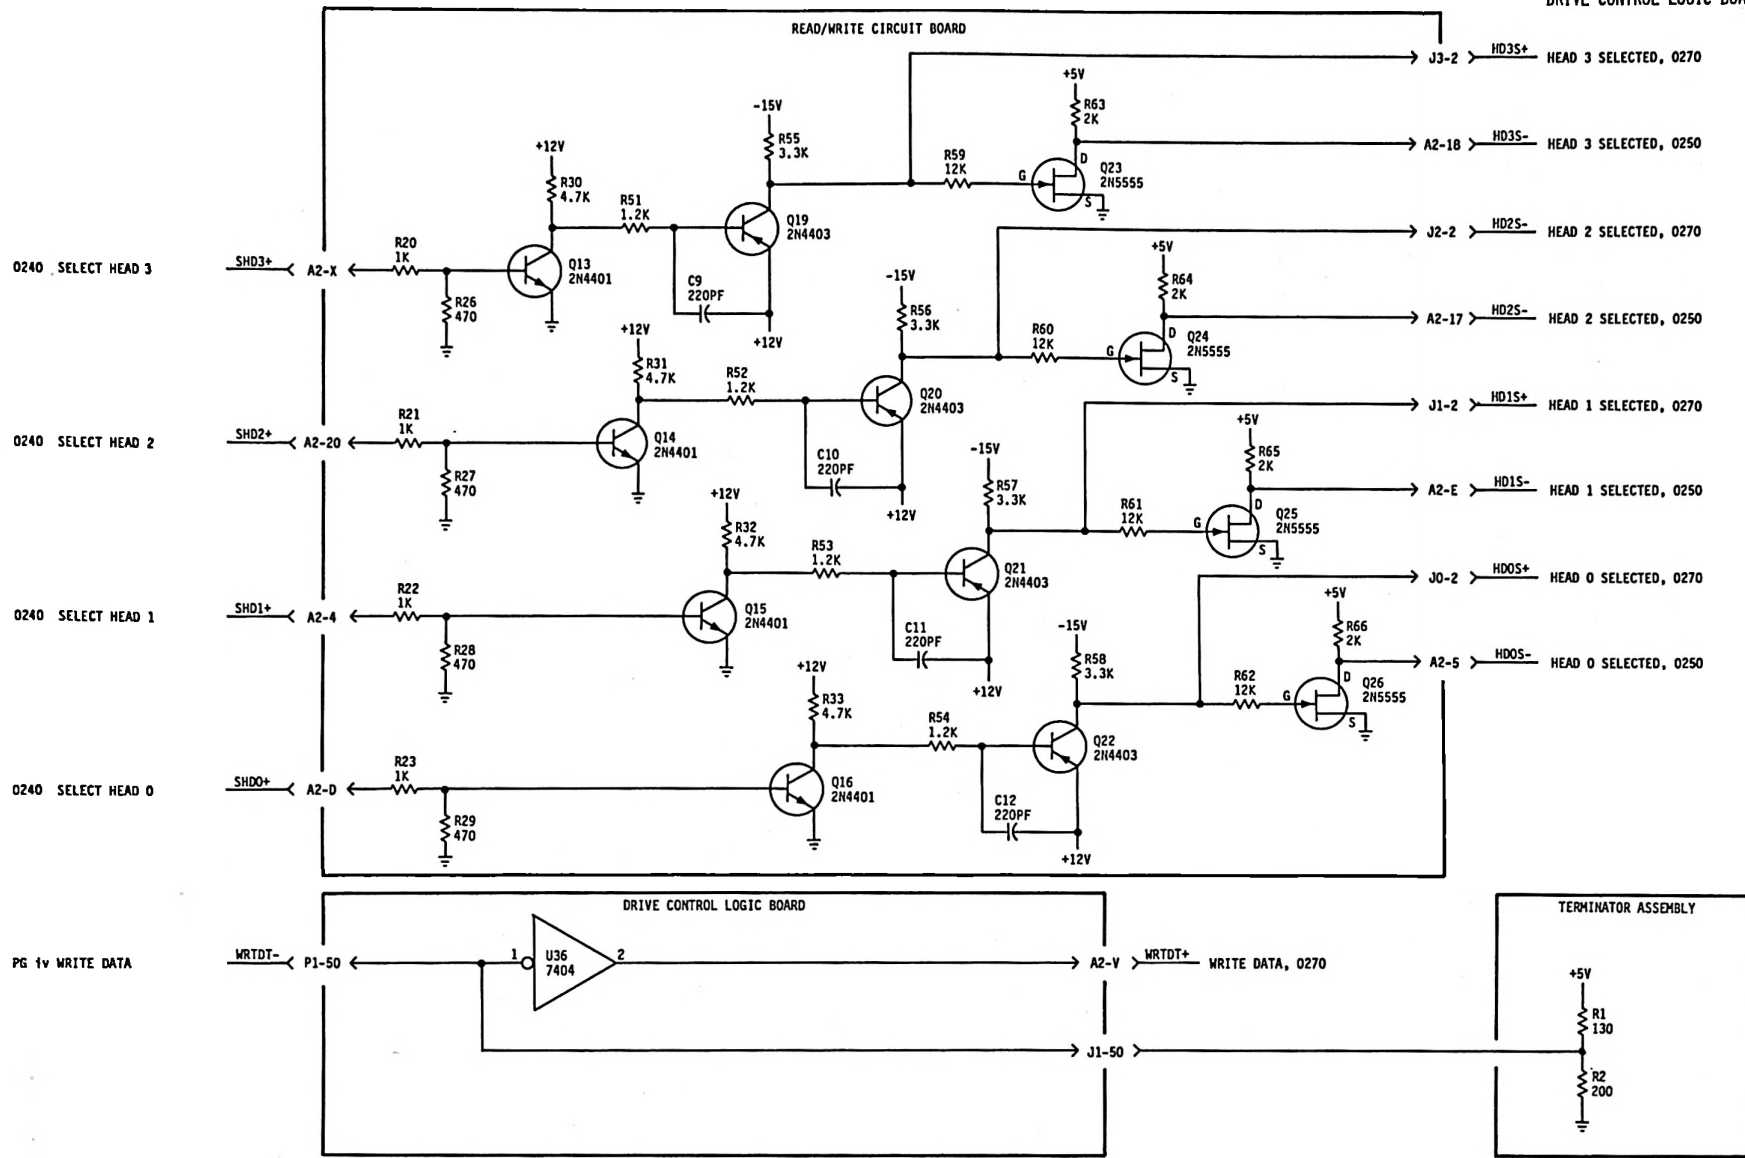 DRIVE CONTROL LOGIC
READ/WRITE CIRCUIT BOARD
J3-2 HD3S+ HEAD 3 SELECTED, 0270
+5V
R63
2K
-15V
R55
3.3K
A2-18 HD3S- HEAD 3 SELECTED, 0250
+12V
R30
4.7K
R59
12K
G
D
S
Q23
2N5555
R51
1.2K
Q19
2N4403
J2-2 HD2S- HEAD 2 SELECTED, 0270
0240 SELECT HEAD 3
SHD3+
A2-X
R20
1K
Q13
2N4401
R26
470
C9
220PF
+12V
-15V
R56
3.3K
+5V
R64
2K
A2-17 HD2S- HEAD 2 SELECTED, 0250
+12V
R31
4.7K
R60
12K
G
D
S
Q24
2N5555
R52
1.2K
Q20
2N4403
J1-2 HD1S+ HEAD 1 SELECTED, 0270
0240 SELECT HEAD 2
SHD2+
A2-20
R21
1K
Q14
2N4401
R27
470
C10
220PF
+12V
-15V
R57
3.3K
+5V
R65
2K
A2-E HD1S- HEAD 1 SELECTED, 0250
+12V
R32
4.7K
R61
12K
G
D
S
Q25
2N5555
R53
1.2K
Q21
2N4403
J0-2 HD0S+ HEAD 0 SELECTED, 0270
0240 SELECT HEAD 1
SHD1+
A2-4
R22
1K
Q15
2N4401
R28
470
C11
220PF
+12V
-15V
R58
3.3K
+5V
R66
2K
A2-5 HD0S- HEAD 0 SELECTED, 0250
+12V
R33
4.7K
R62
12K
G
D
S
Q26
2N5555
R54
1.2K
Q22
2N4403
0240 SELECT HEAD 0
SHD0+
A2-D
R23
1K
Q16
2N4401
R29
470
C12
220PF
+12V
DRIVE CONTROL LOGIC BOARD
TERMINATOR ASSEMBLY
PG iv WRITE DATA
WRTDT-
P1-50
1
U36
7404
2
A2-V WRTDT+ WRITE DATA, 0270
J1-50
+5V
R1
130
R2
200